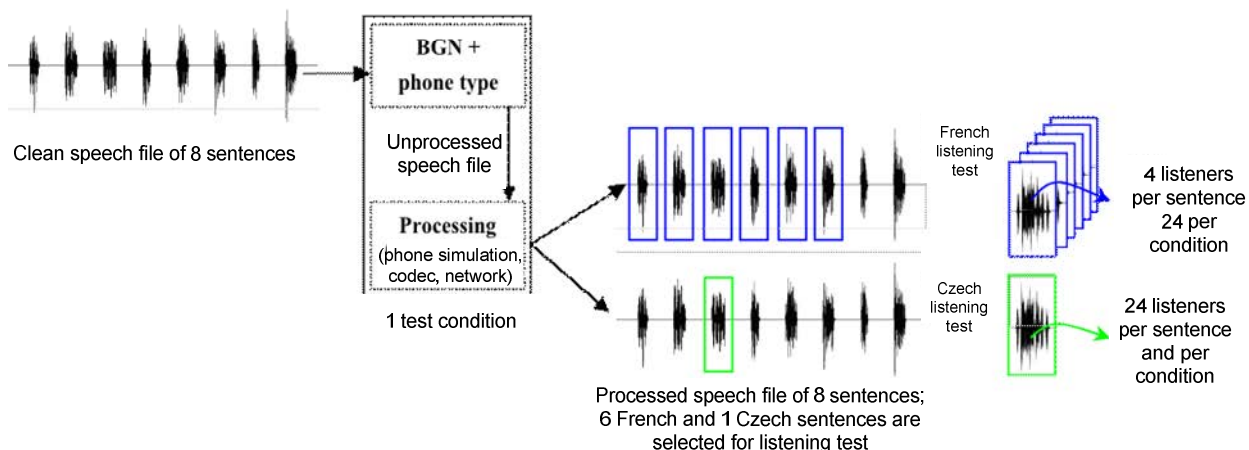 Clean speech file of 8 sentences
BGN +
phone type
Unprocessed
speech file
Processing
(phone simulation,
codec, network)
1 test condition
French
listening
test
4 listeners
per sentence
24 per
condition
Czech
listening
test
24 listeners
per sentence
and per
condition
Processed speech file of 8 sentences;
6 French and 1 Czech sentences are
selected for listening test